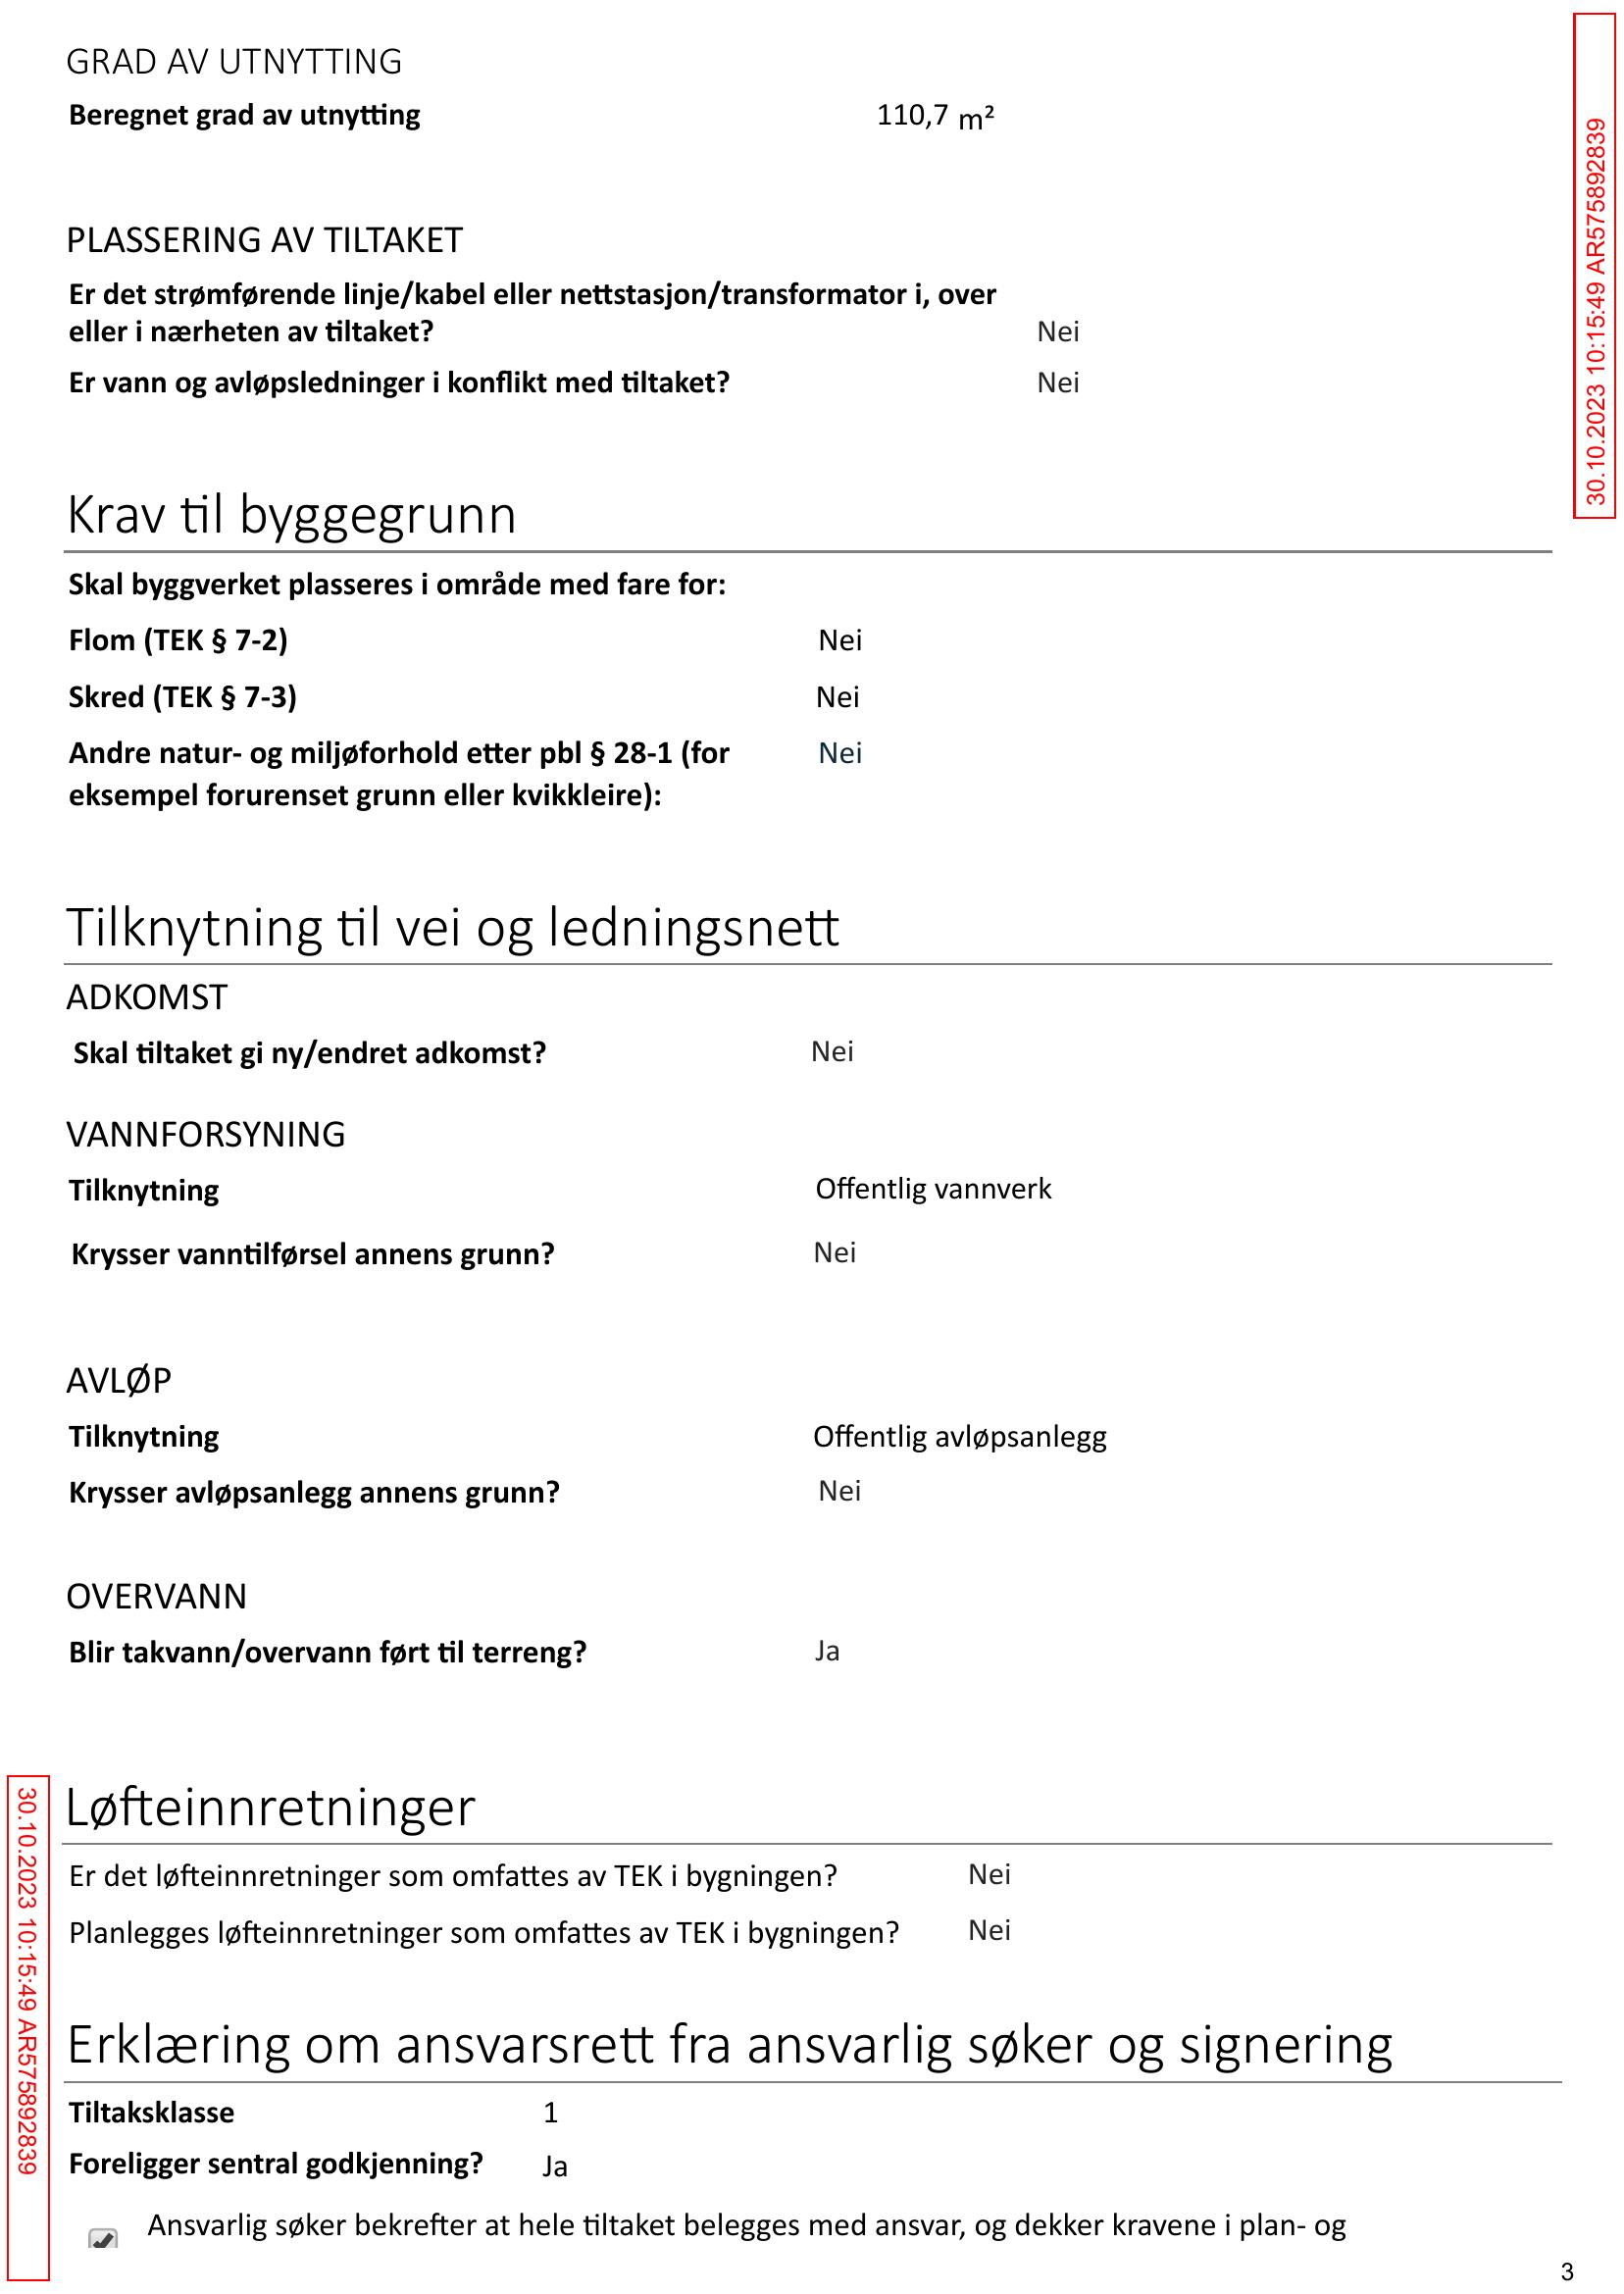 GRAD AV UTNYTTING
Beregnet grad av utnytting 110,7 m²
PLASSERING AV TILTAKET
Er det strømførende linje/kabel eller nettstasjon/transformator i, over
eller i nærheten av tiltaket? Nei
Er vann og avløpsledninger i konflikt med tiltaket? Nei
30.10.2023 10:15:49 AR575892839
Krav til byggegrunn
Skal byggverket plasseres i område med fare for:
Flom (TEK § 7-2) Nei
Skred (TEK § 7-3) Nei
Andre natur- og miljøforhold etter pbl § 28-1 (for Nei
eksempel forurenset grunn eller kvikkleire):
Tilknytning til vei og ledningsnett
ADKOMST
Skal tiltaket gi ny/endret adkomst? Nei
VANNFORSYNING
Tilknytning Offentlig vannverk
Krysser vanntilførsel annens grunn? Nei
AVLØP
Tilknytning Offentlig avløpsanlegg
Krysser avløpsanlegg annens grunn? Nei
OVERVANN
Blir takvann/overvann ført til terreng? Ja
30.10.2023 10:15:49 AR575892839
Løfteinnretninger
Er det løfteinnretninger som omfattes av TEK i bygningen? Nei
Planlegges løfteinnretninger som omfattes av TEK i bygningen? Nei
Erklæring om ansvarsrett fra ansvarlig søker og signering
Tiltaksklasse 1
Foreligger sentral godkjenning? Ja
Ansvarlig søker bekrefter at hele tiltaket belegges med ansvar, og dekker kravene i plan- og
3